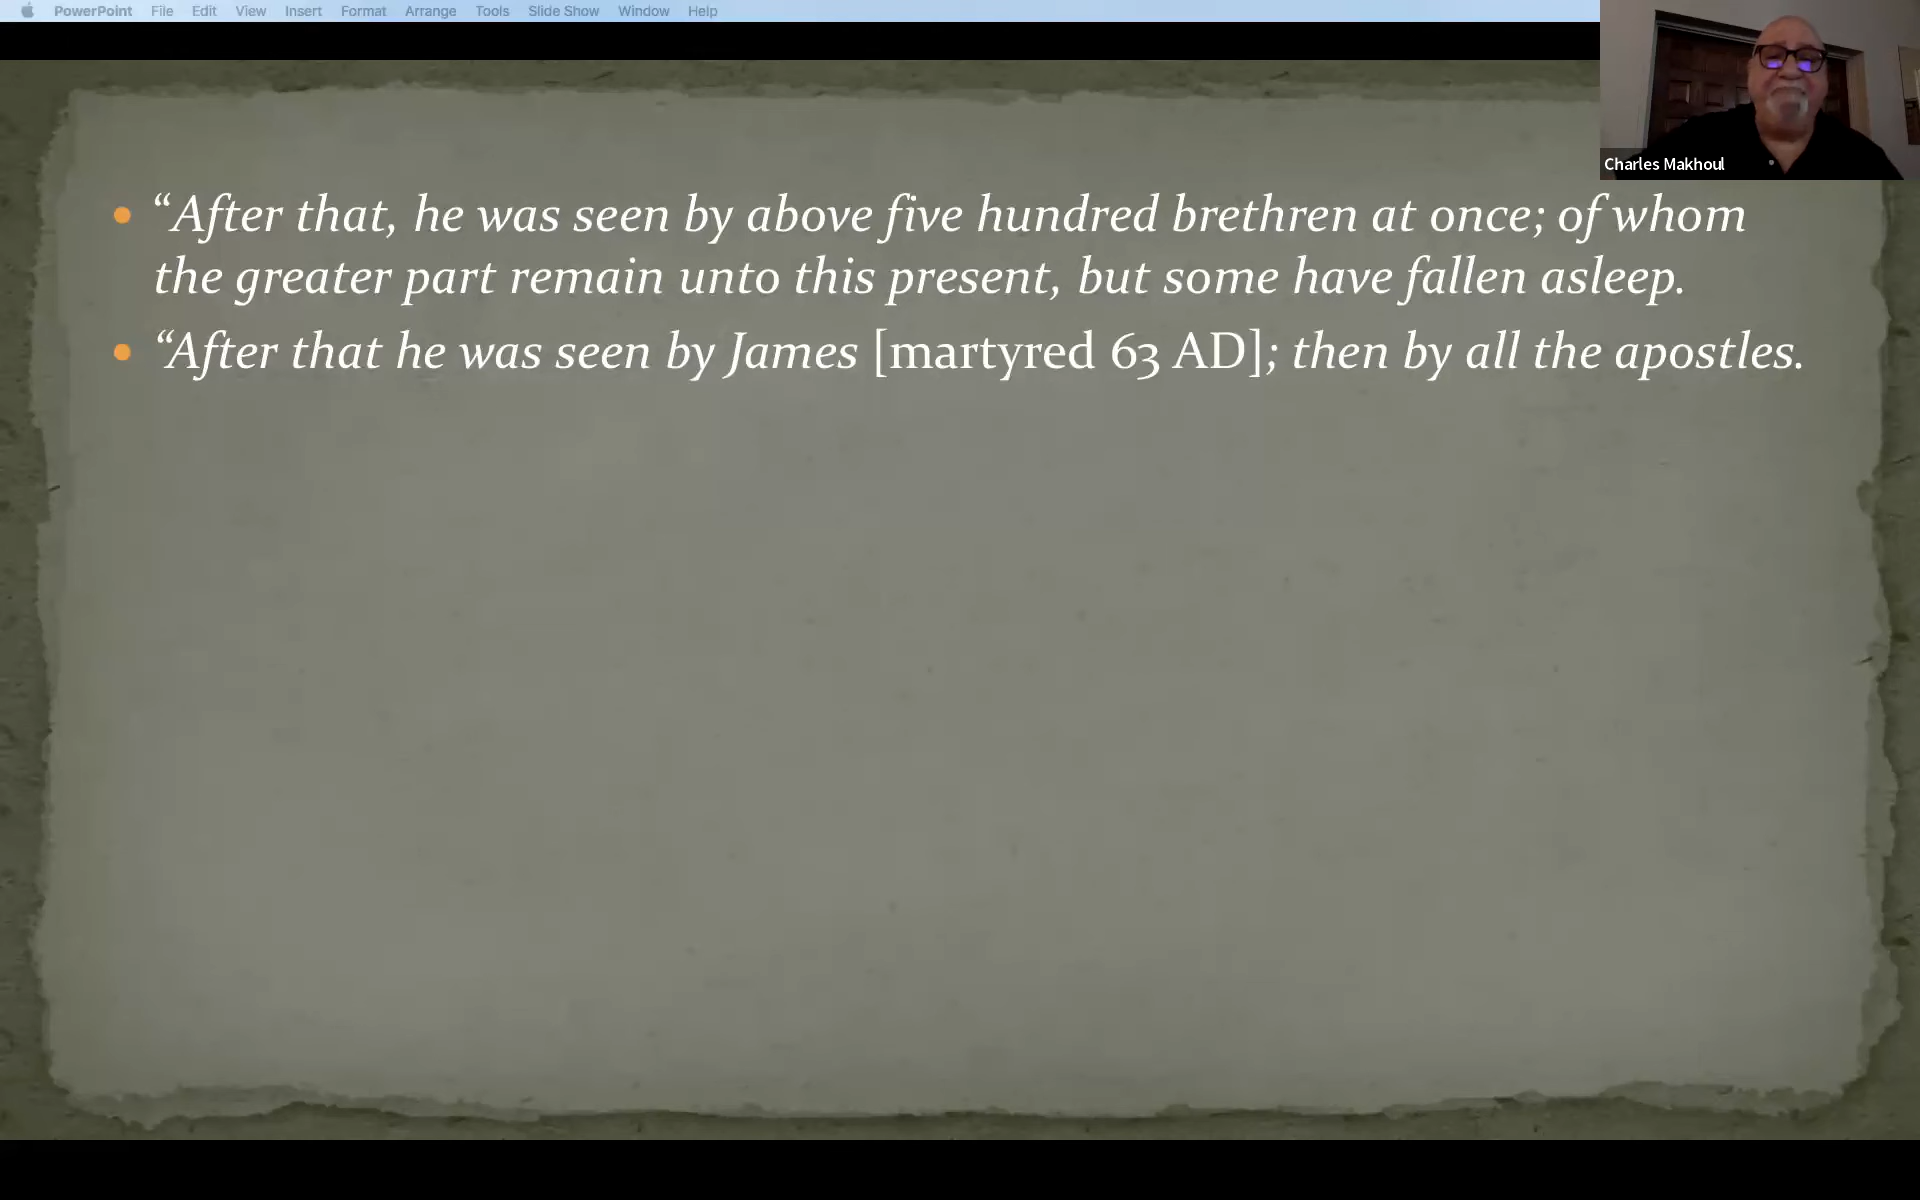 PowerPoint File Edit View Insert Format Arrange Tools Slide Show Window Help
Charles Makhoul
• “After that, he was seen by above five hundred brethren at once; of whom
the greater part remain unto this present, but some have fallen asleep.
• “After that he was seen by James [martyred 63 AD]; then by all the apostles.